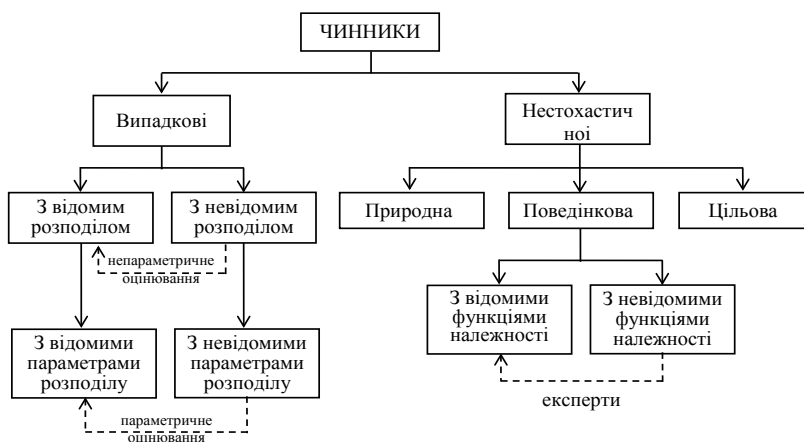 ЧИННИКИ
Випадкові
Нестохастич
ноі
З відомим
розподілом
З невідомим
розподілом
Природна
Поведінкова
Цільова
непараметричне
оцінювання
З відомими
функціями
належності
З невідомими
функціями
належності
З відомими
параметрами
розподілу
З невідомими
параметрами
розподілу
експерти
параметричне
оцінювання